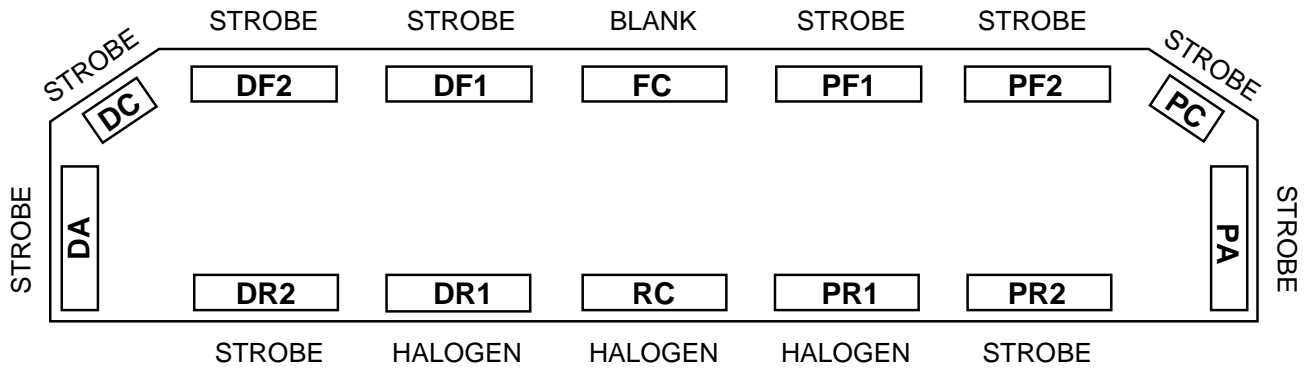 STROBE STROBE BLANK STROBE STROBE
STROBE STROBE
DF2 DF1 FC PF1 PF2
DC PC
STROBE DA PA STROBE
DR2 DR1 RC PR1 PR2
STROBE HALOGEN HALOGEN HALOGEN STROBE